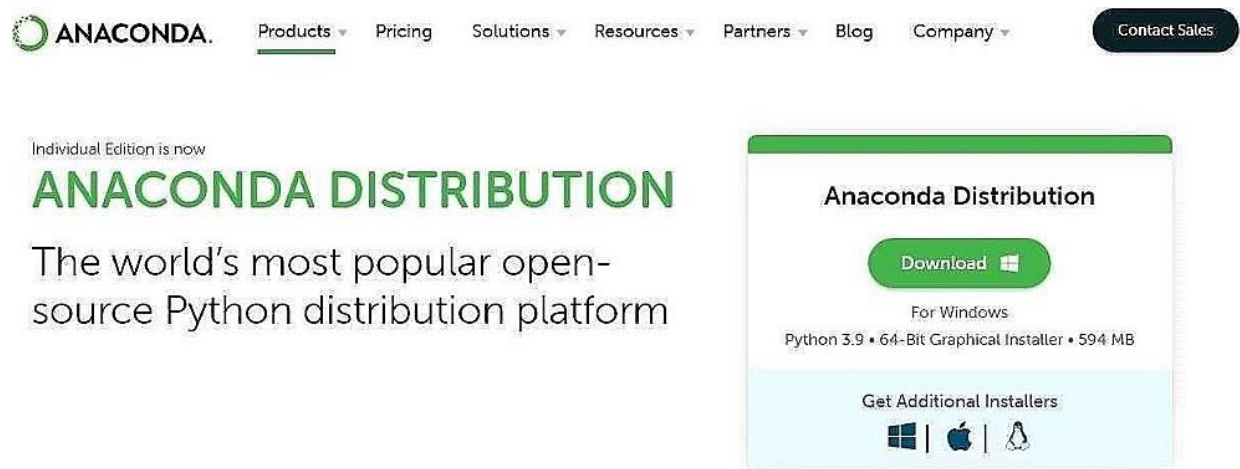 ANACONDA.
Products Pricing Solutions Resources Partners Blog Company Contact Sales
Individual Edition is now
ANACONDA DISTRIBUTION
The world's most popular open-
source Python distribution platform
Anaconda Distribution
Download
For Windows
Python 3.9 • 64-Bit Graphical Installer • 594 MB
Get Additional Installers